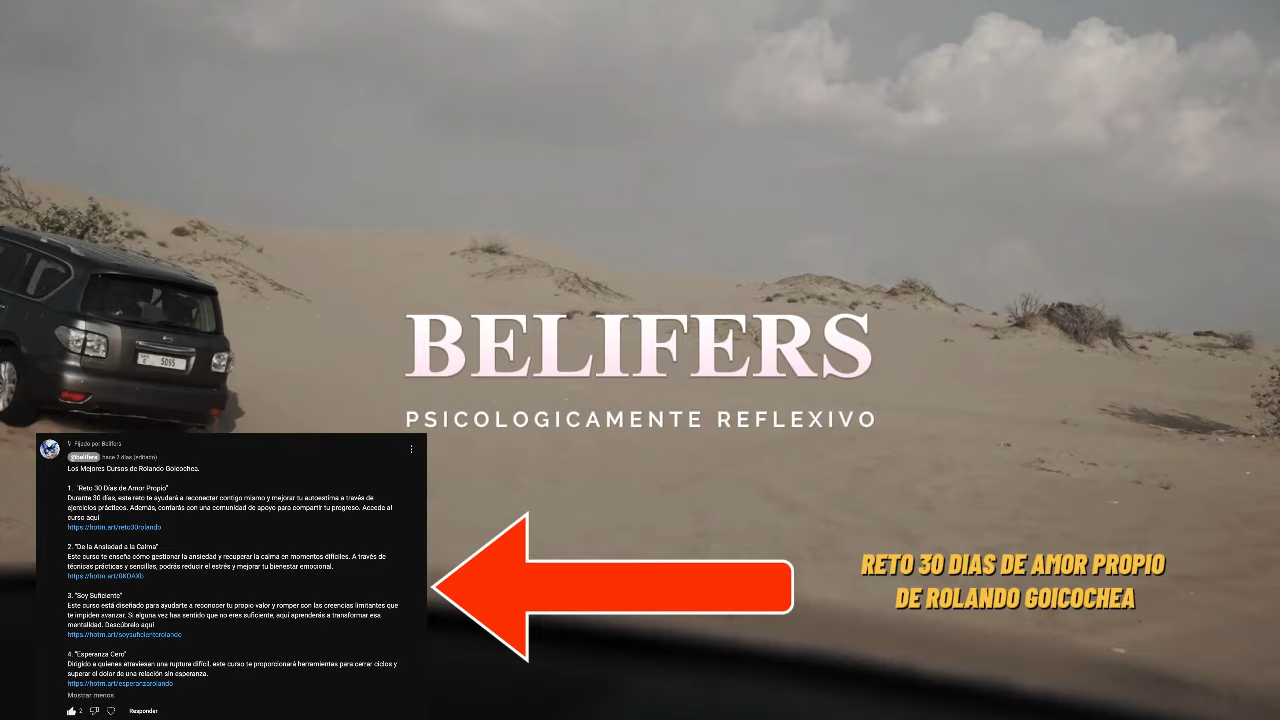 BELIFERS
PSICOLOGICAMENTE REFLEXIVO
5095
Fijado por Belifers
@belifers hace 2 días (editado)
Los Mejores Cursos de Rolando Goicochea.
1. "Reto 30 Días de Amor Propio"
Durante 30 días, este reto te ayudará a reconectar contigo mismo y mejorar tu autoestima a través de
ejercicios prácticos. Además, contarás con una comunidad de apoyo para compartir tu progreso. Accede al
curso aquí
https://hotm.art/reto30rolando
2. "De la Ansiedad a la Calma"
Este curso te enseña cómo gestionar la ansiedad y recuperar la calma en momentos difíciles. A través de
técnicas prácticas y sencillas, podrás reducir el estrés y mejorar tu bienestar emocional.
https://hotm.art/0KOAXb
3. "Soy Suficiente"
Este curso está diseñado para ayudarte a reconocer tu propio valor y romper con las creencias limitantes que
te impiden avanzar. Si alguna vez has sentido que no eres suficiente, aquí aprenderás a transformar esa
mentalidad. Descúbrelo aquí
https://hotm.art/soysuficienterolando
4. "Esperanza Cero"
Dirigido a quienes atraviesan una ruptura difícil, este curso te proporcionará herramientas para cerrar ciclos y
superar el dolor de una relación sin esperanza.
https://hotm.art/esperanzarolando
Mostrar menos
2 Responder
RETO 30 DIAS DE AMOR PROPIO
DE ROLANDO GOICOCHEA